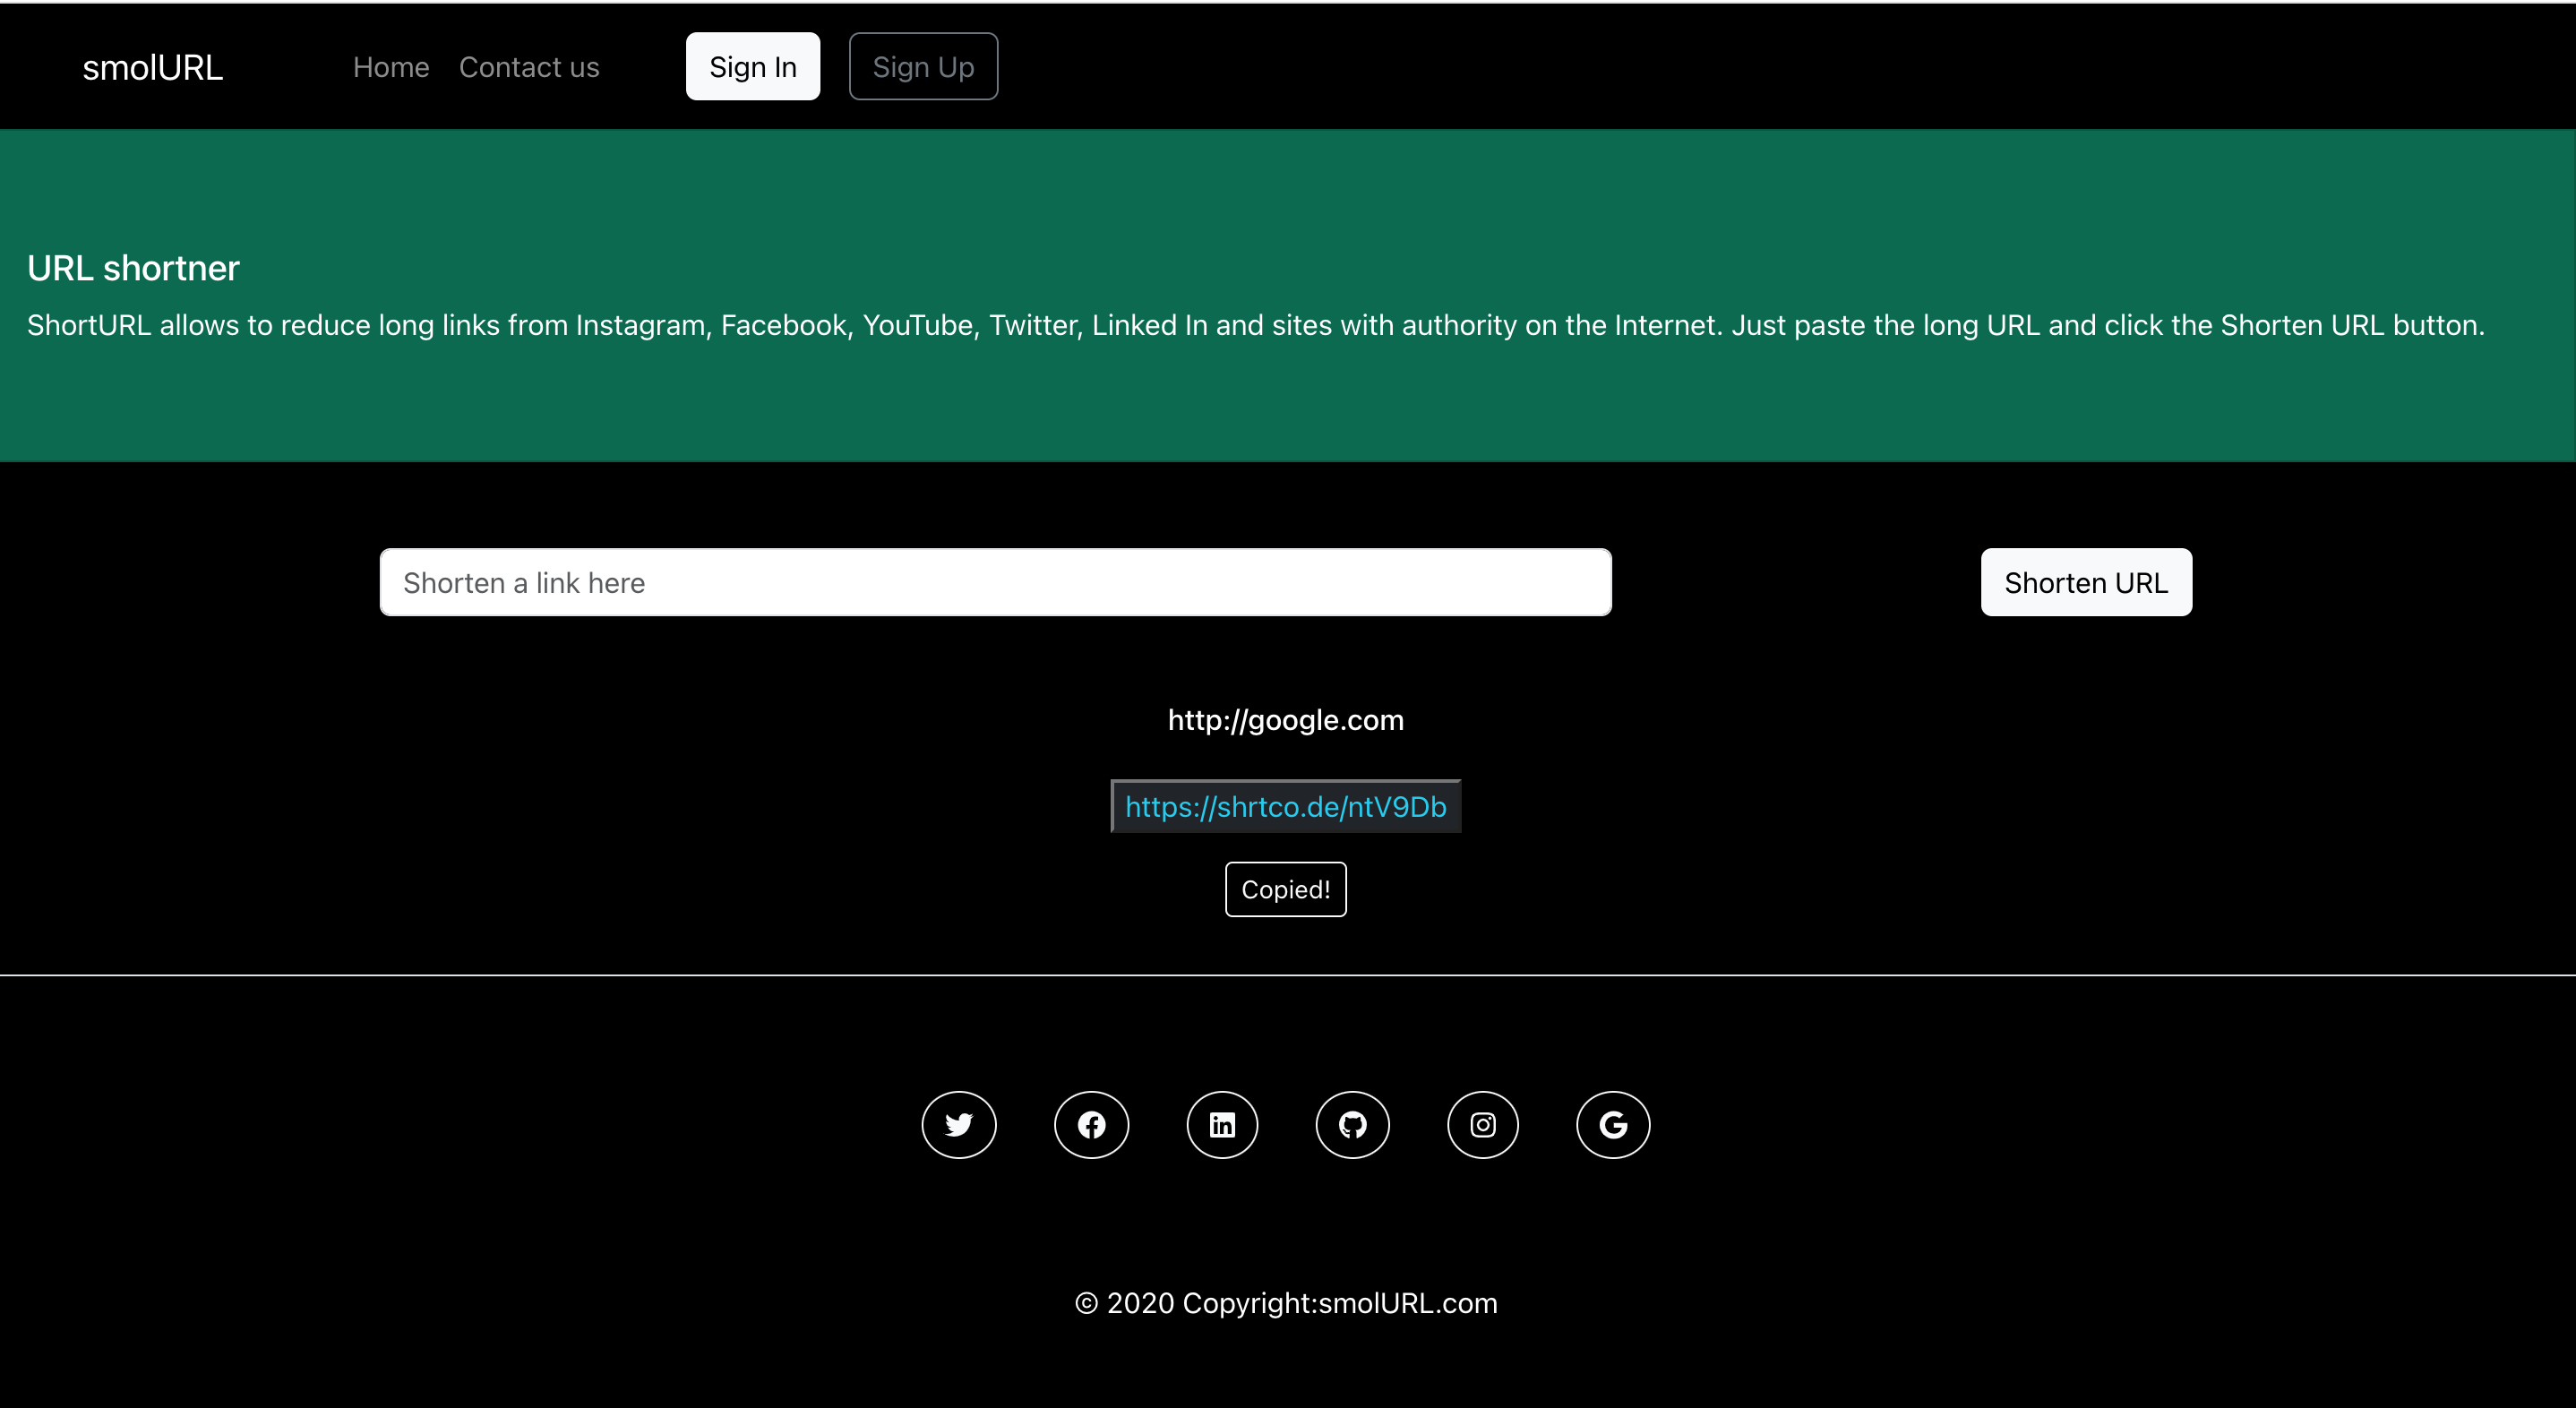 smolURL Home Contact us Sign In Sign Up
URL shortner
ShortURL allows to reduce long links from Instagram, Facebook, YouTube, Twitter, Linked In and sites with authority on the Internet. Just paste the long URL and click the Shorten URL button.
Shorten a link here Shorten URL
http://google.com
https://shrtco.de/ntV9Db
Copied!
© 2020 Copyright:smolURL.com